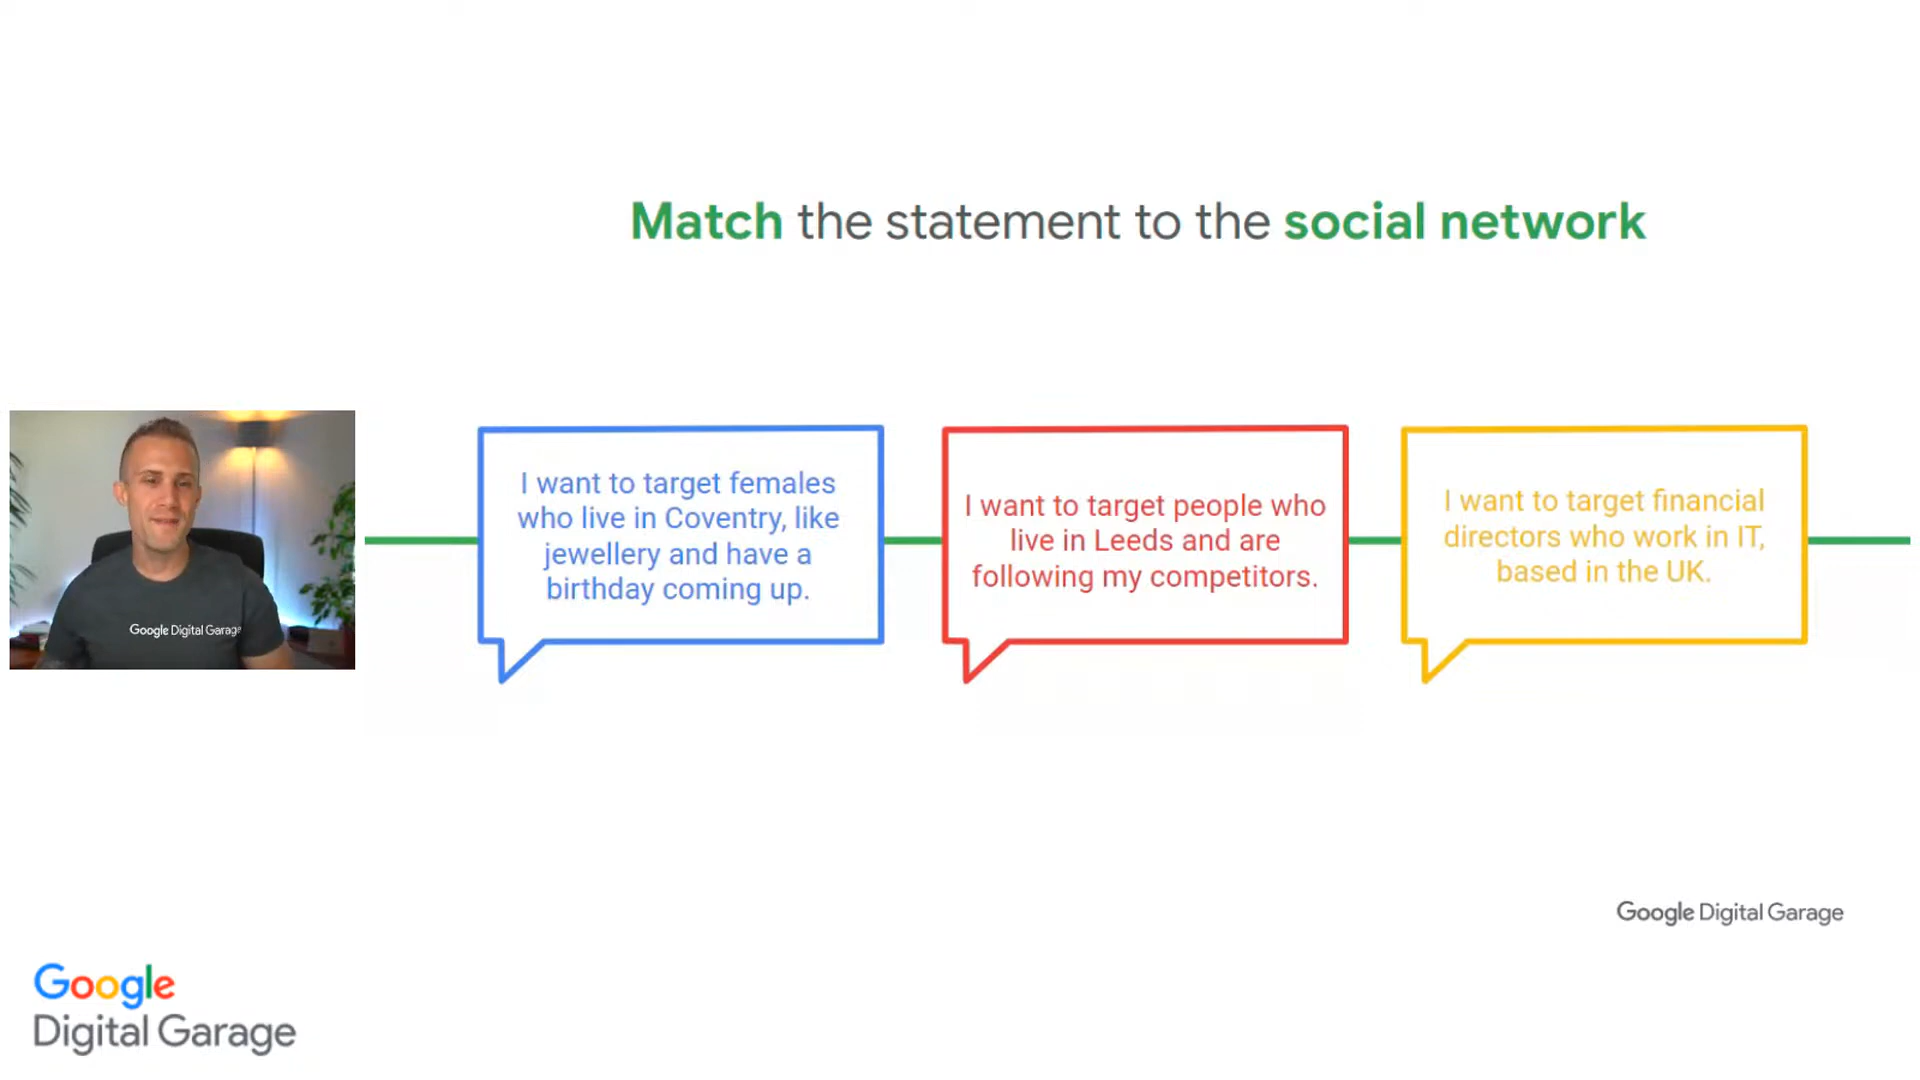 Match the statement to the social network
I want to target females
who live in Coventry, like
jewellery and have a
birthday coming up.
I want to target people who
live in Leeds and are
following my competitors.
I want to target financial
directors who work in IT,
based in the UK.
Google Digital Garage
Google Digital Garage
Google
Digital Garage